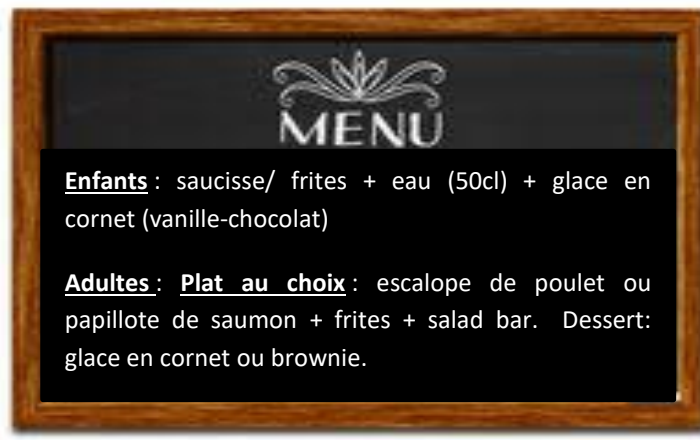 MENU
Enfants : saucisse/ frites + eau (50cl) + glace en
cornet (vanille-chocolat)
Adultes : Plat au choix : escalope de poulet ou
papillote de saumon + frites + salad bar. Dessert:
glace en cornet ou brownie.